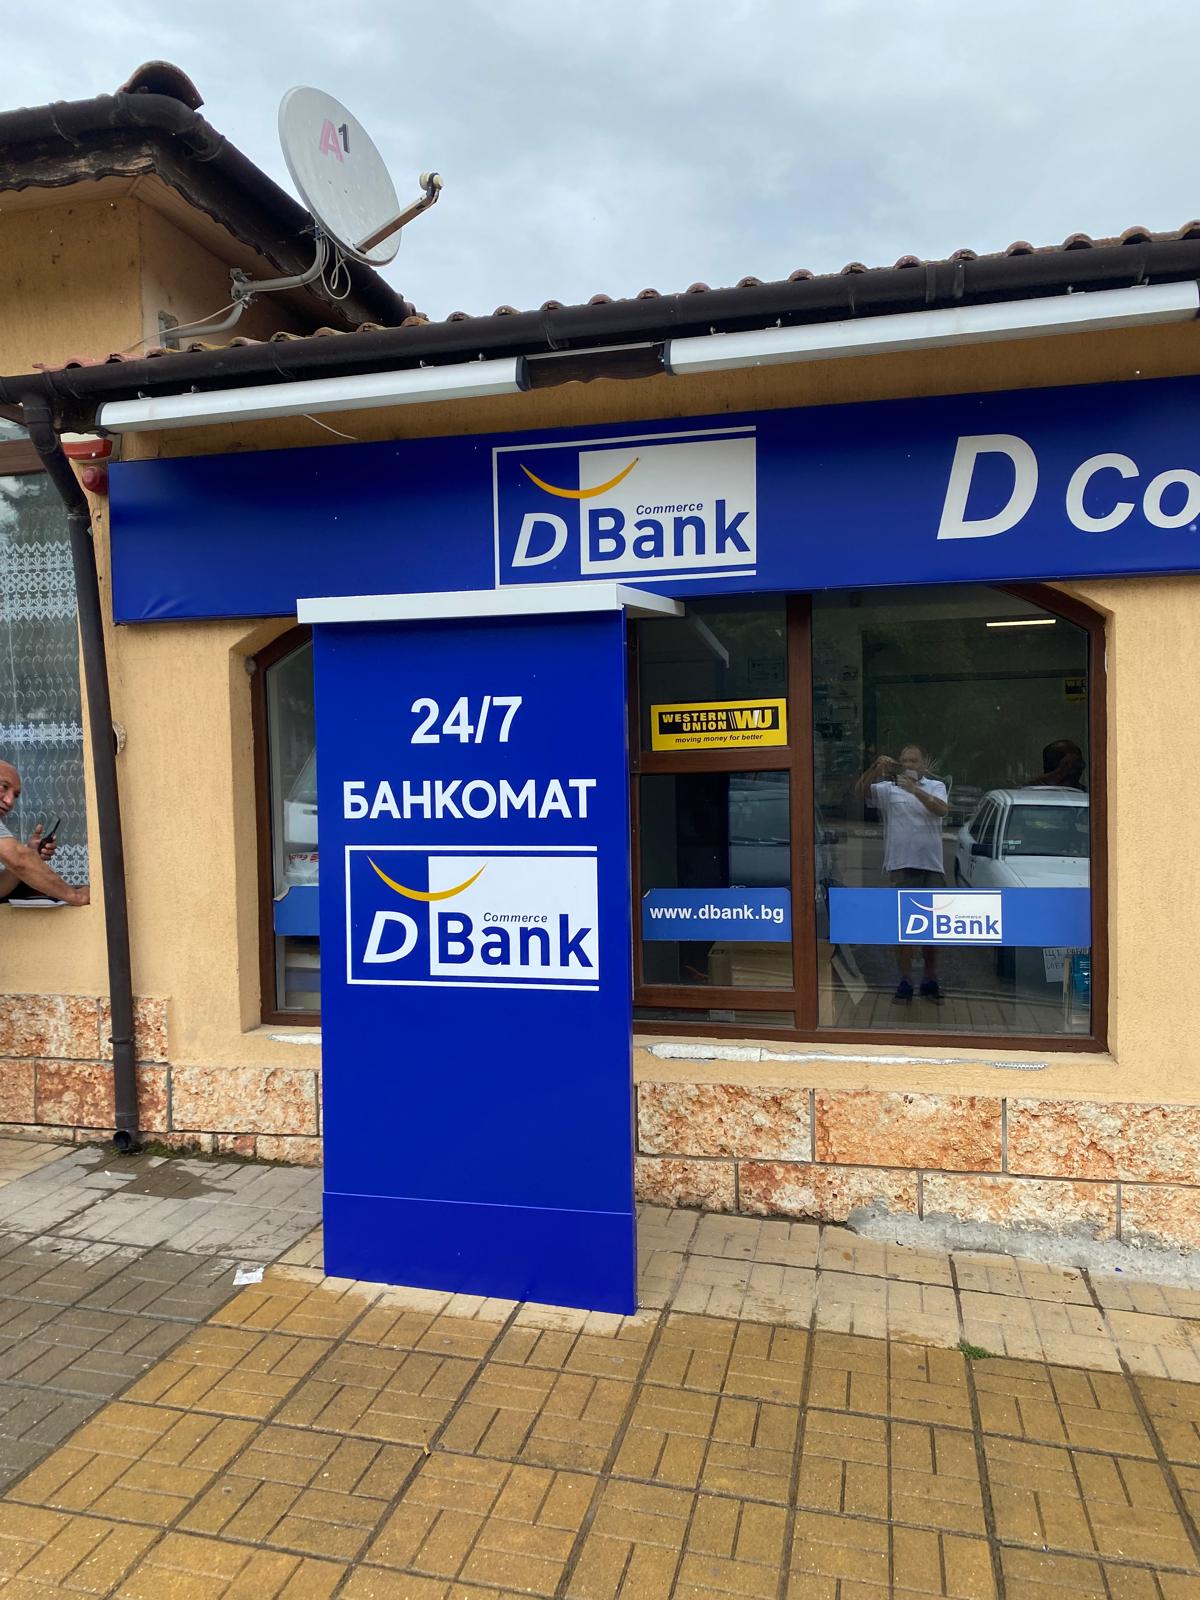 A1
Commerce
D Bank
D Co
24/7
БАНКОМАТ
Commerce
D Bank
WESTERN
UNION WU
moving money for better
www.dbank.bg
Commerce
D Bank